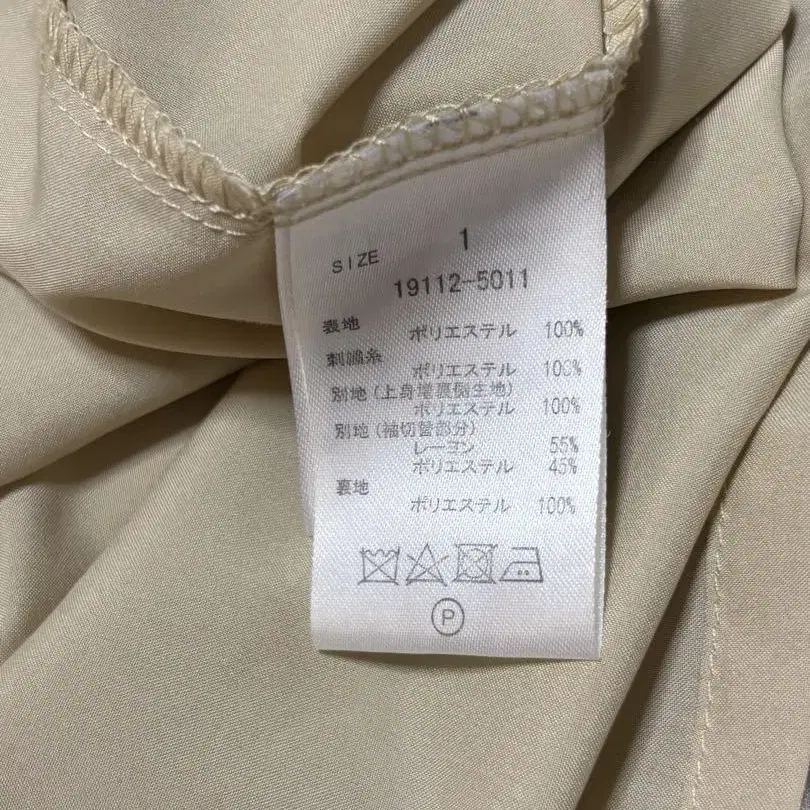 SIZE 1
19112-5011
表地 ポリエステル 100%
刺繍糸
ポリエステル 100%
別地(上身増裏側生地)
ポリエステル 100%
別地(袖切替部分)
レーヨン 55%
ポリエステル 45%
裏地
ポリエステル 100%
P